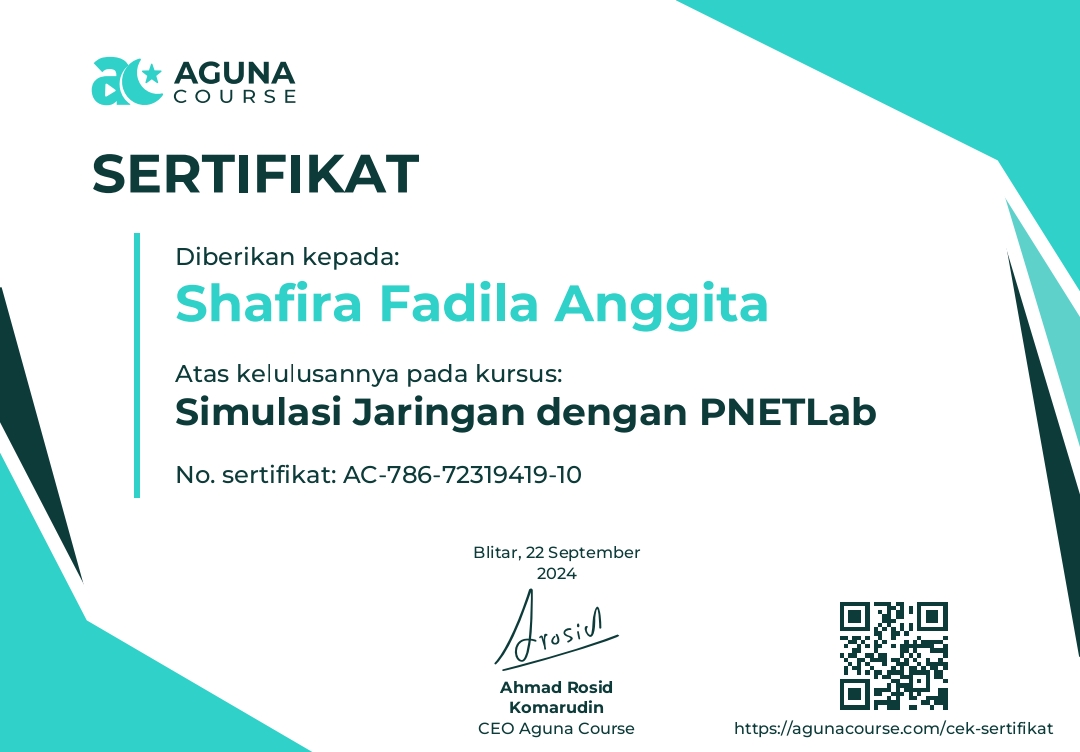 AGUNA
COURSE
SERTIFIKAT
Diberikan kepada:
Shafira Fadila Anggita
Atas kelulusannya pada kursus:
Simulasi Jaringan dengan PNETLab
No. sertifikat: AC-786-72319419-10
Blitar, 22 September
2024
Arosid
Ahmad Rosid
Komarudin
CEO Aguna Course
https://agunacourse.com/cek-sertifikat